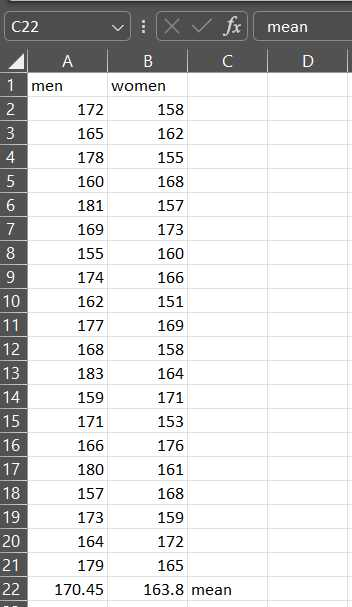 C22 fx mean
A B C D
1 men women
2 172 158
3 165 162
4 178 155
5 160 168
6 181 157
7 169 173
8 155 160
9 174 166
10 162 151
11 177 169
12 168 158
13 183 164
14 159 171
15 171 153
16 166 176
17 180 161
18 157 168
19 173 159
20 164 172
21 179 165
22 170.45 163.8 mean